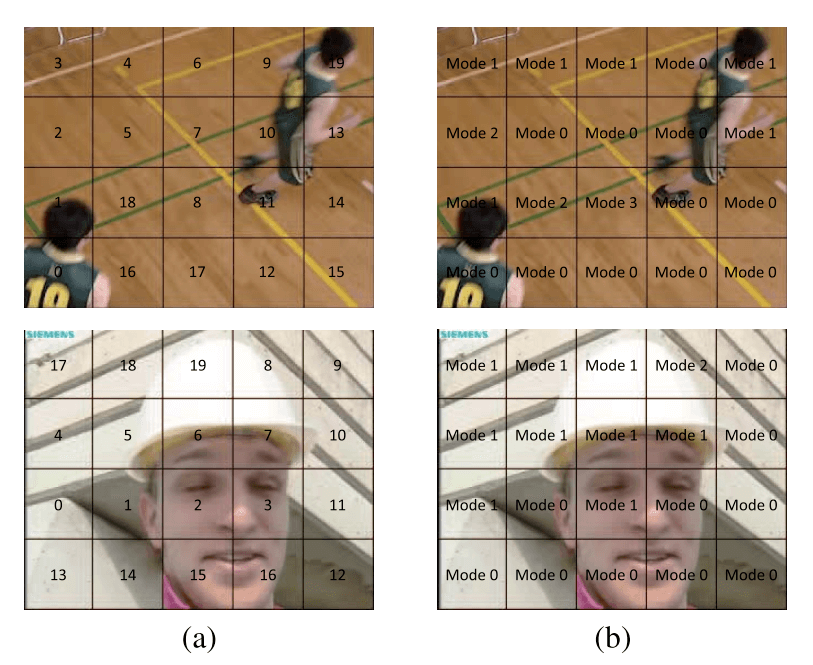 3 4 6 9 19
2 5 7 10 13
1 18 8 11 14
0 16 17 12 15
19
Mode 1 Mode 1 Mode 1 Mode 0 Mode 1
Mode 2 Mode 0 Mode 0 Mode 0 Mode 1
Mode 1 Mode 2 Mode 3 Mode 0 Mode 0
Mode 0 Mode 0 Mode 0 Mode 0 Mode 0
19
SIEMENS
17 18 19 8 9
4 5 6 7 10
0 1 2 3 11
13 14 15 16 12
SIEMENS
Mode 1 Mode 1 Mode 1 Mode 2 Mode 0
Mode 1 Mode 1 Mode 1 Mode 1 Mode 0
Mode 1 Mode 0 Mode 1 Mode 0 Mode 0
Mode 0 Mode 0 Mode 0 Mode 0 Mode 0
(a) (b)